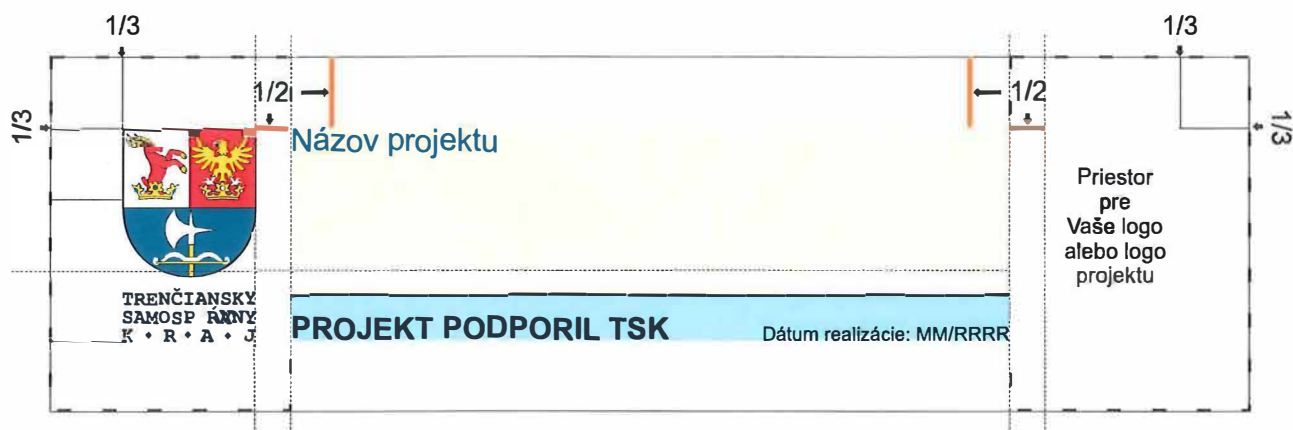 1/3
1/3
1/2
1/2
1/3
1/3
Názov projektu
Priestor
pre
Vaše logo
alebo logo
projektu
TRENČIANSKY
SAMOSPRÁVNY
K • R • A • J
PROJEKT PODPORIL TSK
Dátum realizácie: MM/RRRR